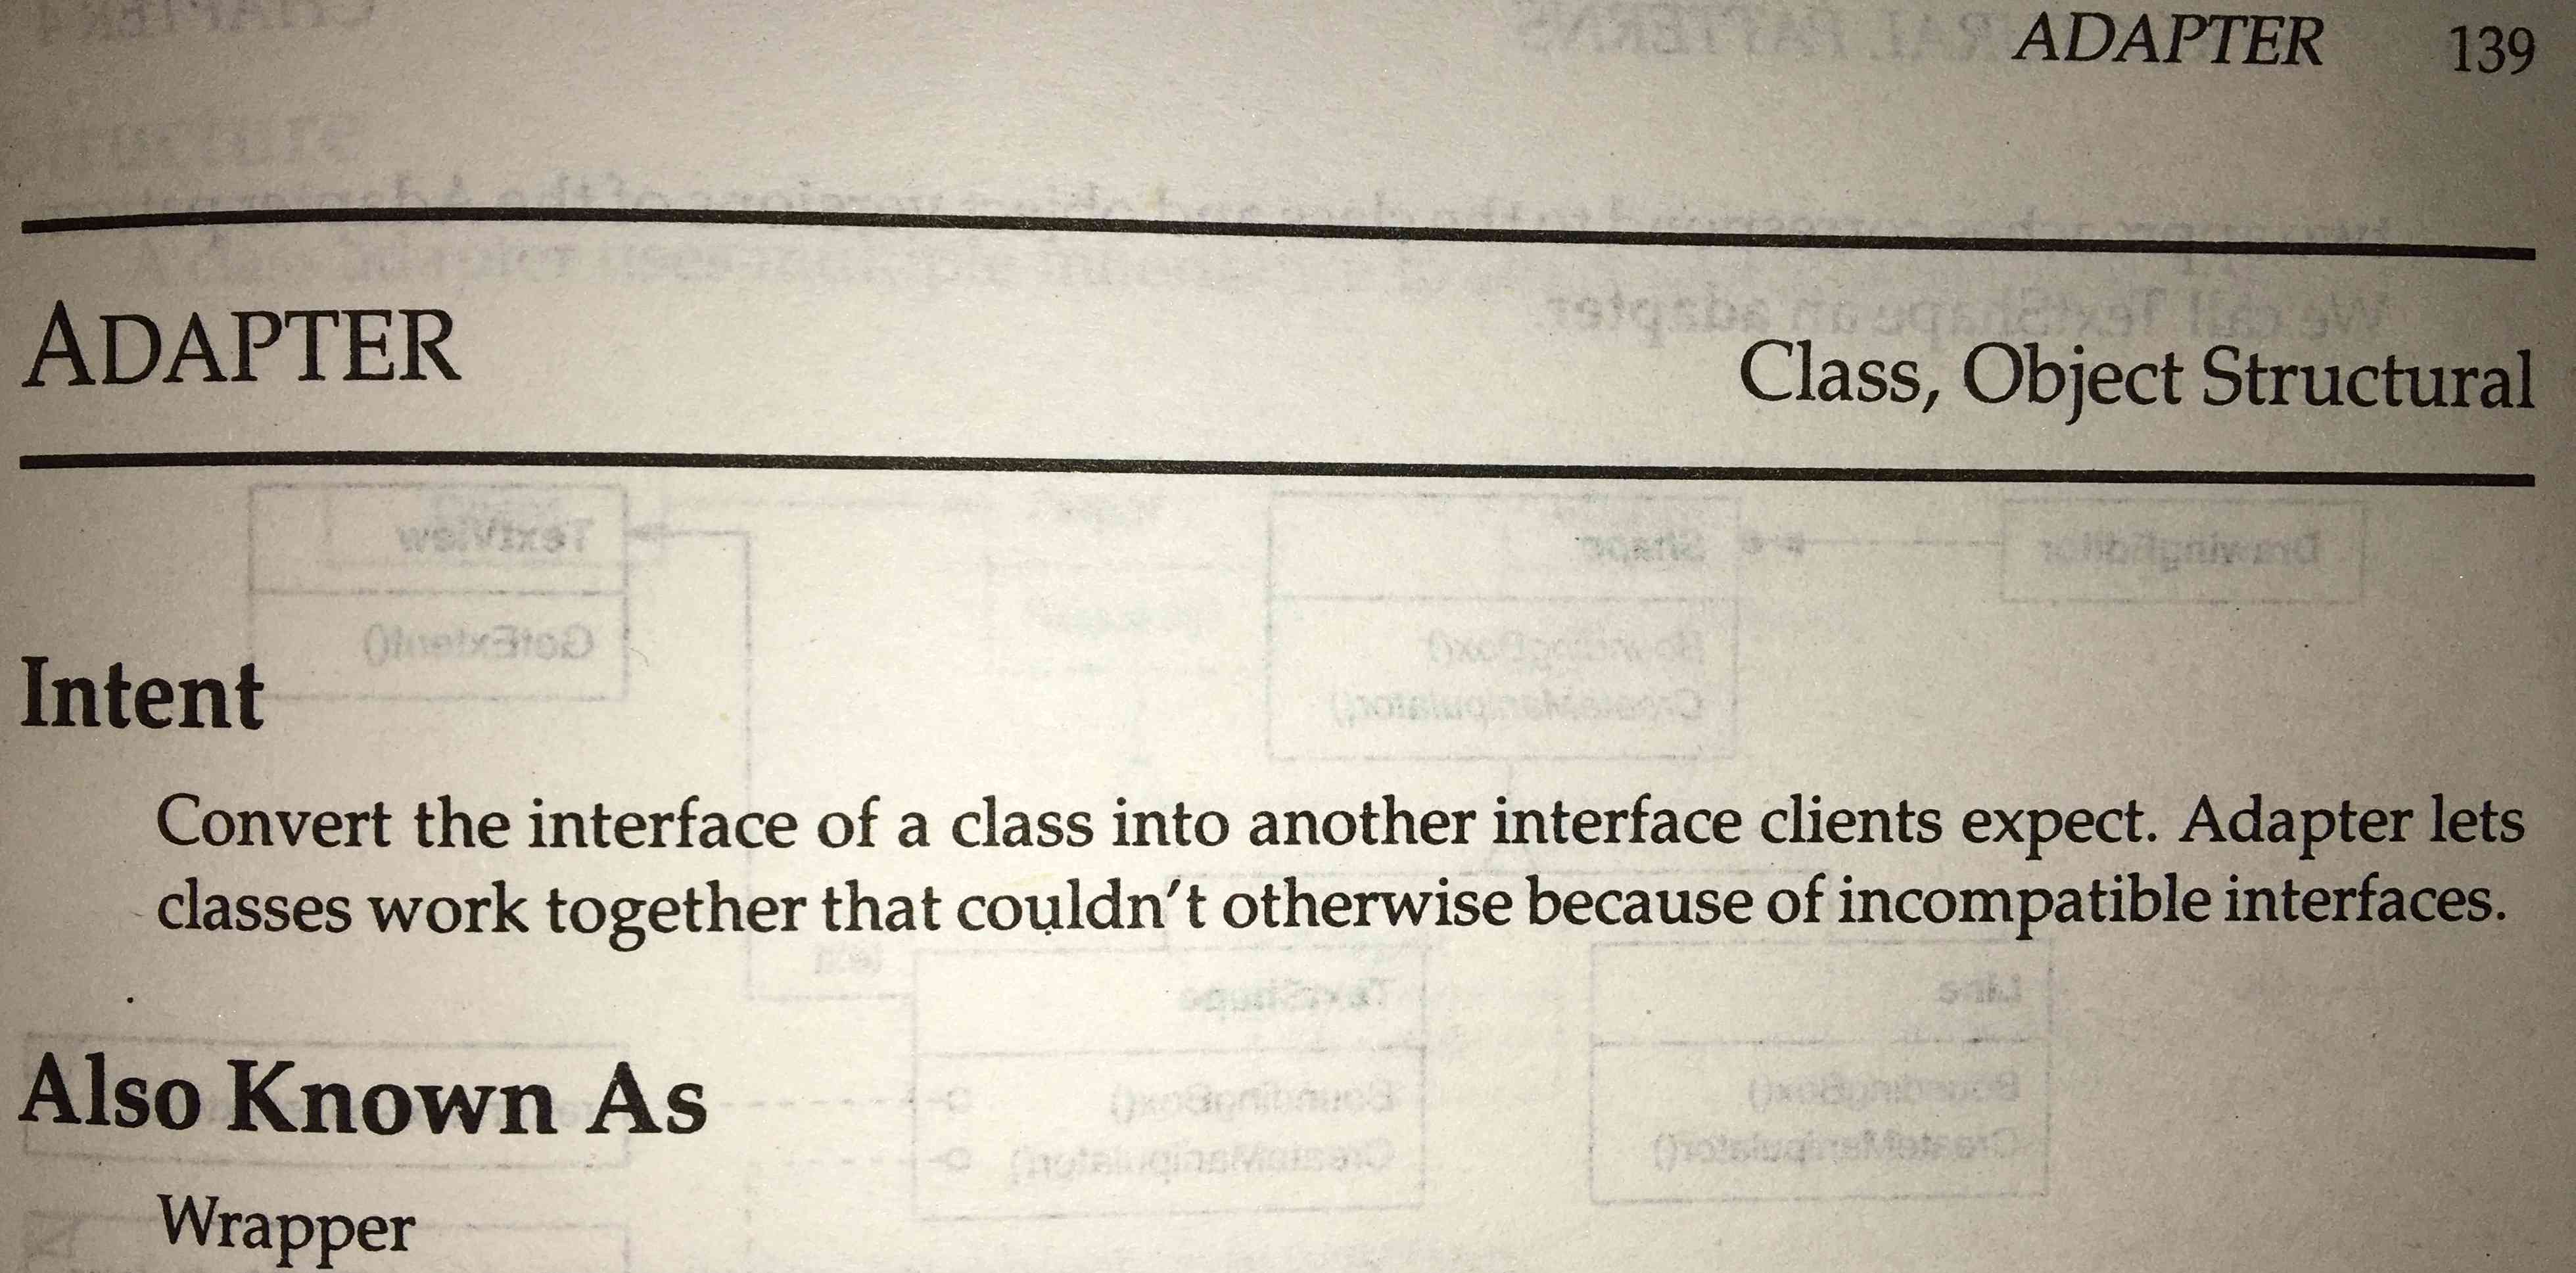 ADAPTER 139
ADAPTER Class, Object Structural
Intent
Convert the interface of a class into another interface clients expect. Adapter lets
classes work together that couldn't otherwise because of incompatible interfaces.
Also Known As
Wrapper